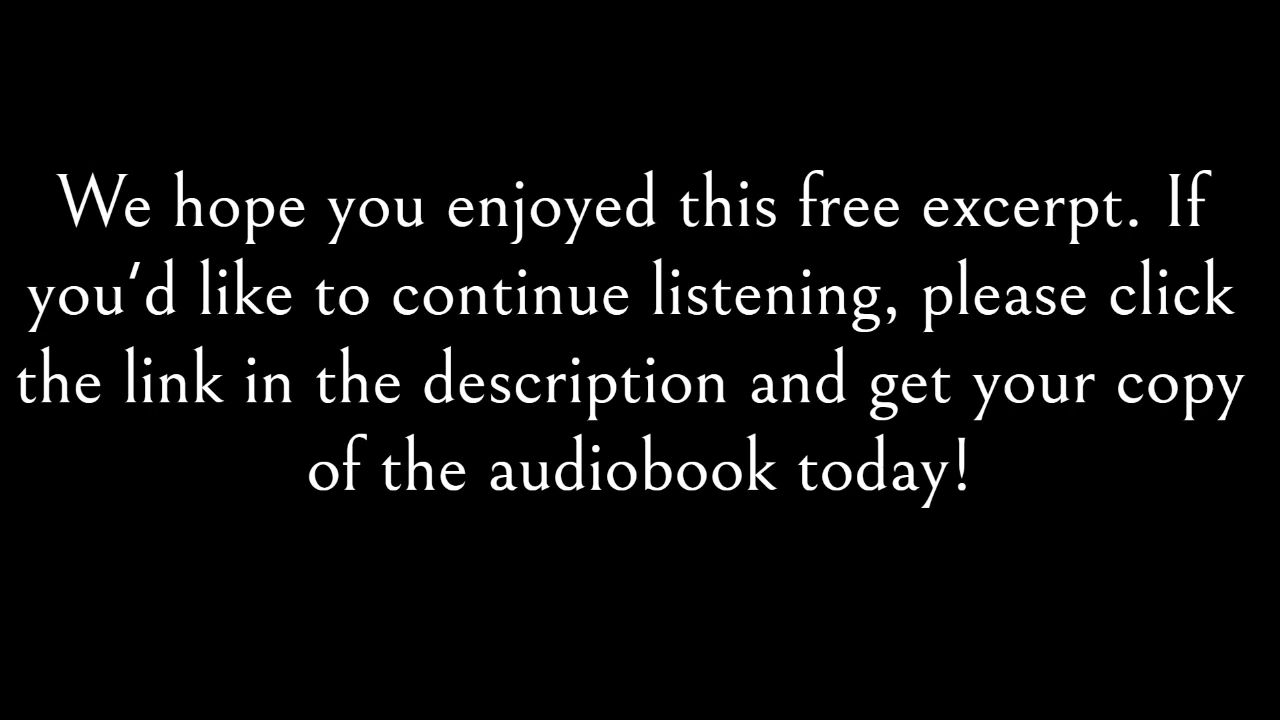 We hope you enjoyed this free excerpt. If
you'd like to continue listening, please click
the link in the description and get your copy
of the audiobook today!